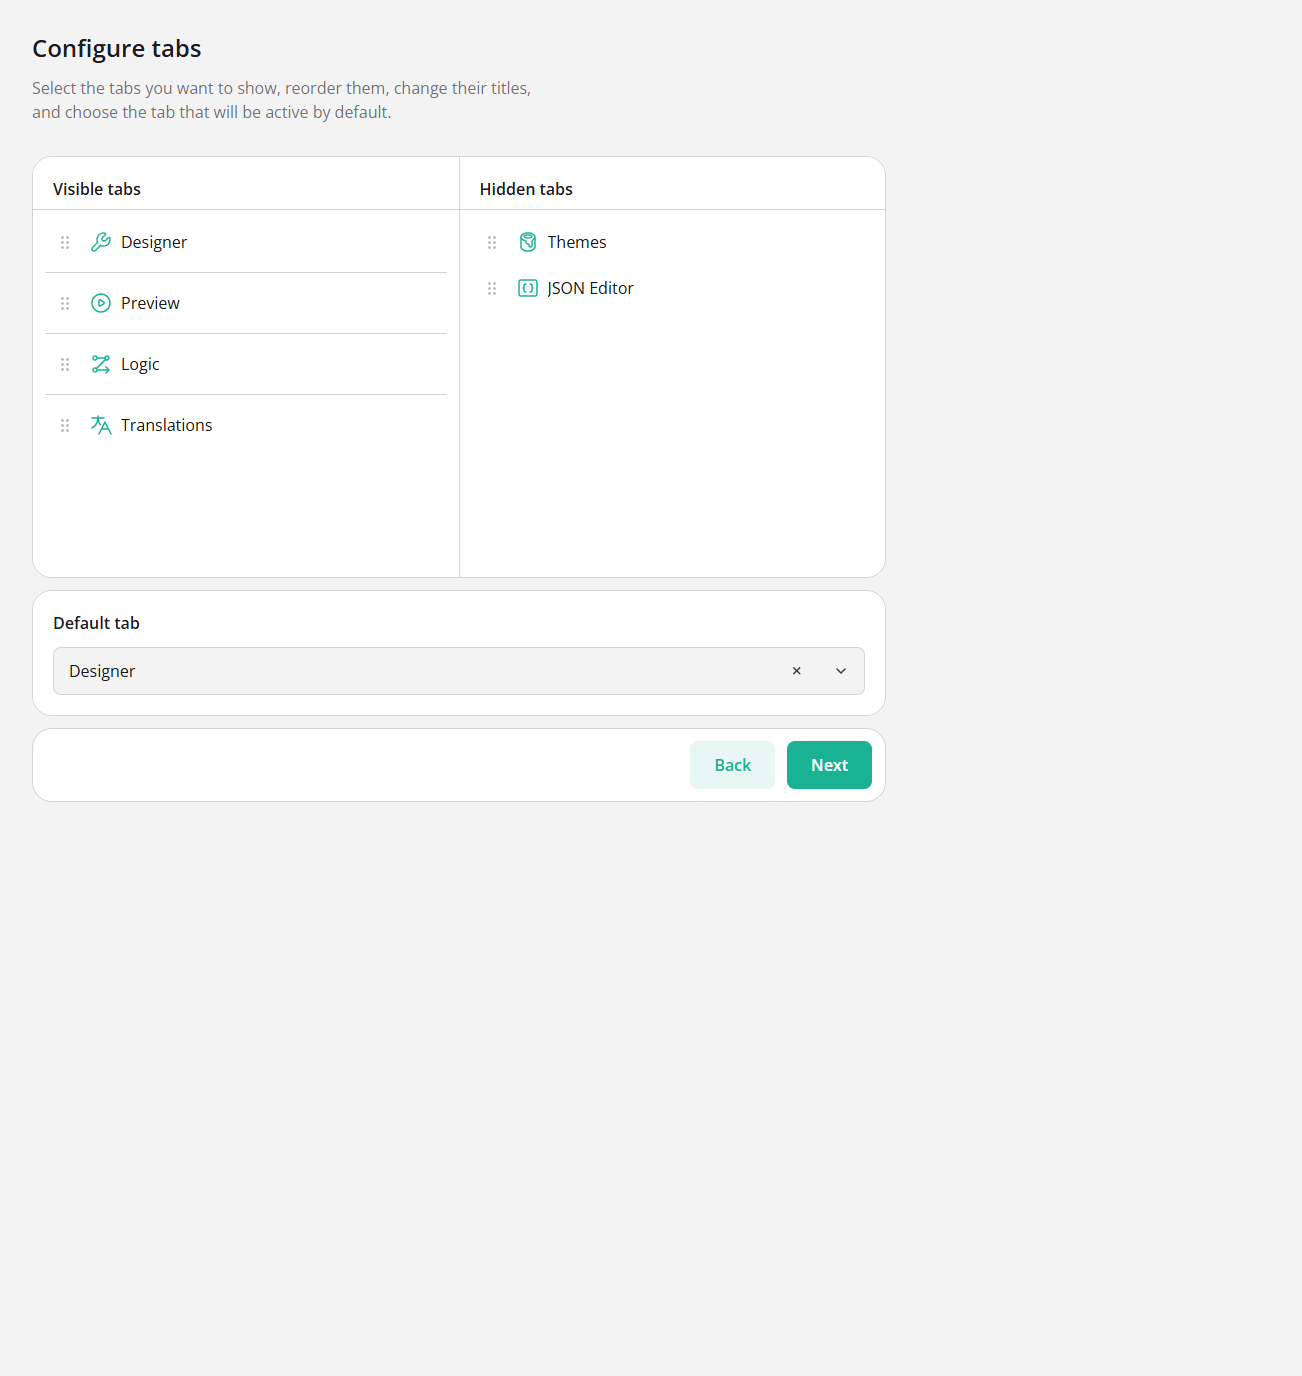 Configure tabs
Select the tabs you want to show, reorder them, change their titles,
and choose the tab that will be active by default.
Visible tabs
Designer
Preview
Logic
Translations
Hidden tabs
Themes
JSON Editor
Default tab
Designer
Back
Next